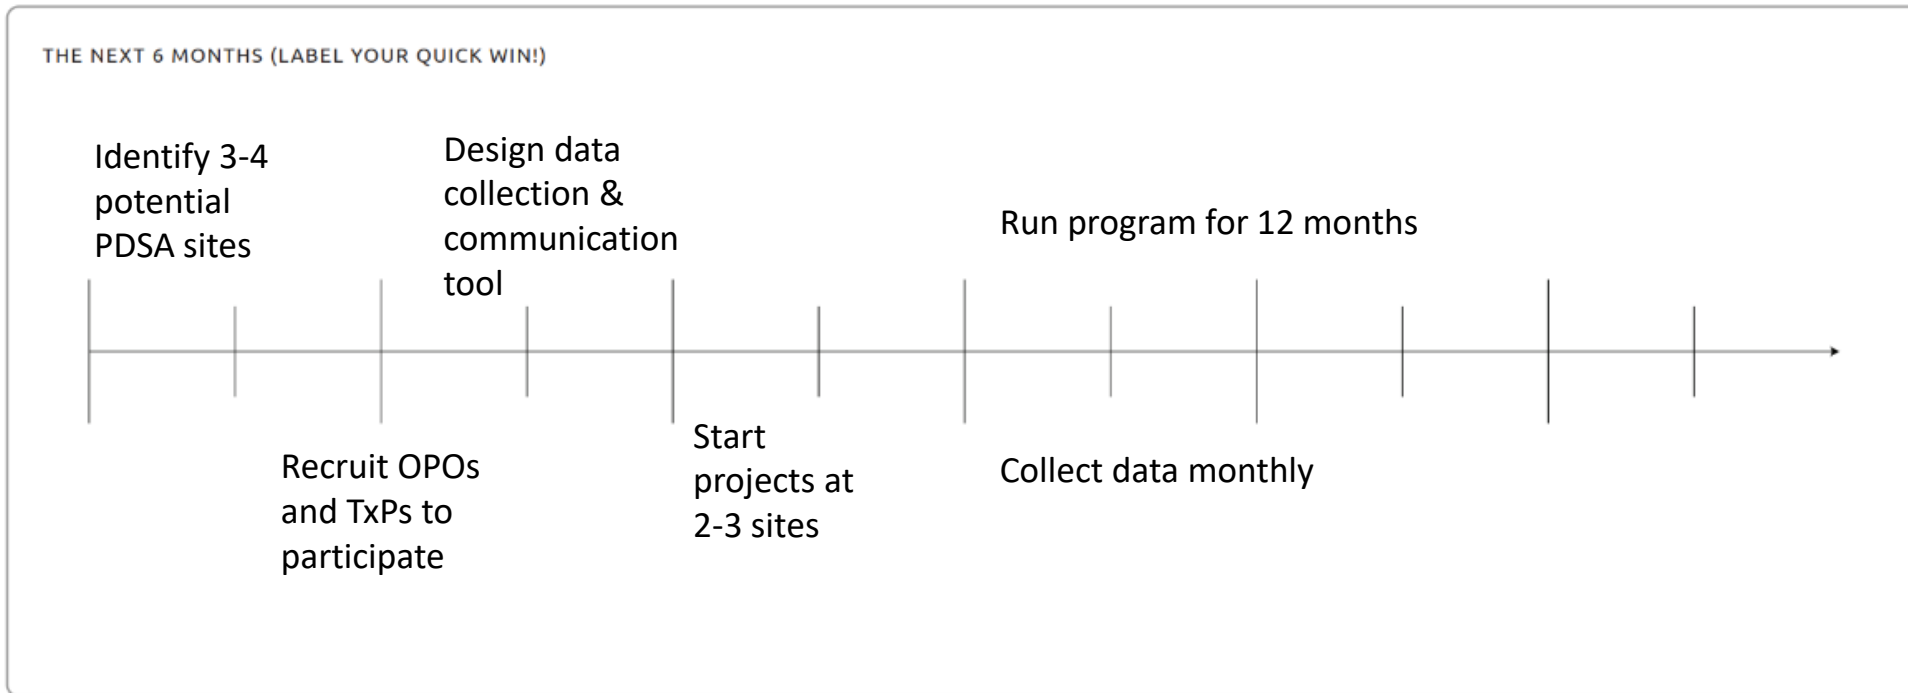 THE NEXT 6 MONTHS (LABEL YOUR QUICK WIN!)
Identify 3-4
potential
PDSA sites
Design data
collection &
communication
tool
Run program for 12 months
Recruit OPOs
and TxPs to
participate
Start
projects at
2-3 sites
Collect data monthly